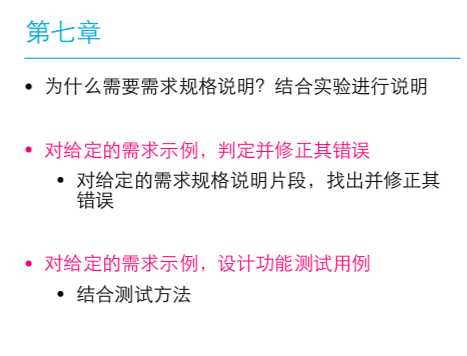 第七章
• 为什么需要需求规格说明？结合实验进行说明
• 对给定的需求示例，判定并修正其错误
• 对给定的需求规格说明片段，找出并修正其
错误
• 对给定的需求示例，设计功能测试用例
• 结合测试方法